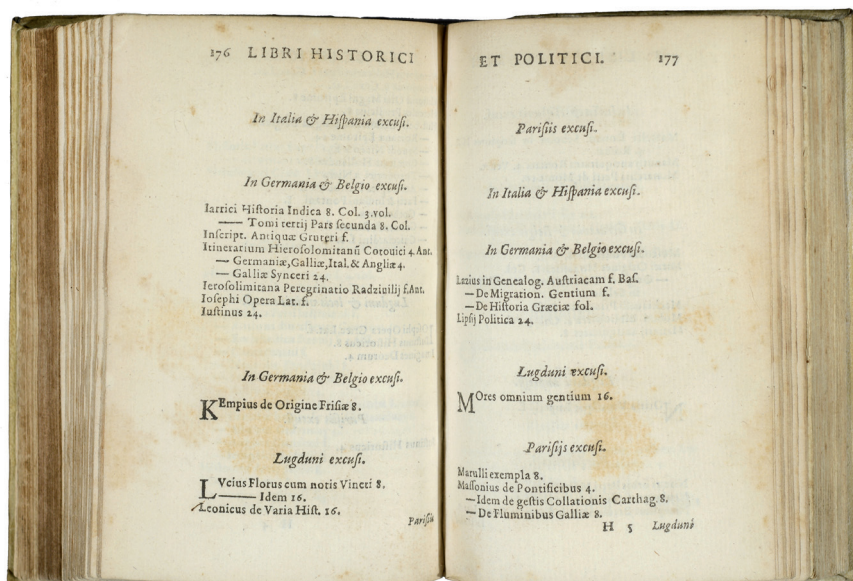 176 LIBRI HISTORICI
In Italia & Hiſpania excuſi.
In Germania & Belgio excuſi.
Iarrici Hiſtoria Indica 8. Col. 3. vol.
—— Tomi tertij Pars ſecunda 8. Col.
Inſcript. Antiquæ Gruteri f.
Itinerarium Hieroſolomitanū Cotouici 4. Ant.
— Germaniæ, Galliæ, Ital. & Angliæ 4.
— Galliæ Synceri 24.
Ieroſolimitana Peregrinatio Radziuilij f. Ant.
Ioſephi Opera Lat. f.
Iuſtinus 24.
In Germania & Belgio excuſi.
KEmpius de Origine Friſiæ 8.
Lugduni excuſi.
LVcius Florus cum notis Vineti 8.
—— Idem 16.
Leonicus de Varia Hiſt. 16.
Pariſiis
ET POLITICI. 177
Pariſiis excuſi.
In Italia & Hiſpania excuſi.
In Germania & Belgio excuſi.
Lazius in Genealog. Auſtriacam f. Baſ.
— De Migration. Gentium f.
— De Hiſtoria Græciæ fol.
Lipſij Politica 24.
Lugduni excuſi.
MOres omnium gentium 16.
Pariſijs excuſi.
Marulli exempla 8.
Maſſonius de Pontificibus 4.
— Idem de geſtis Collationis Carthag. 8.
— De Fluminibus Galliæ 8.
H 5 Lugduni